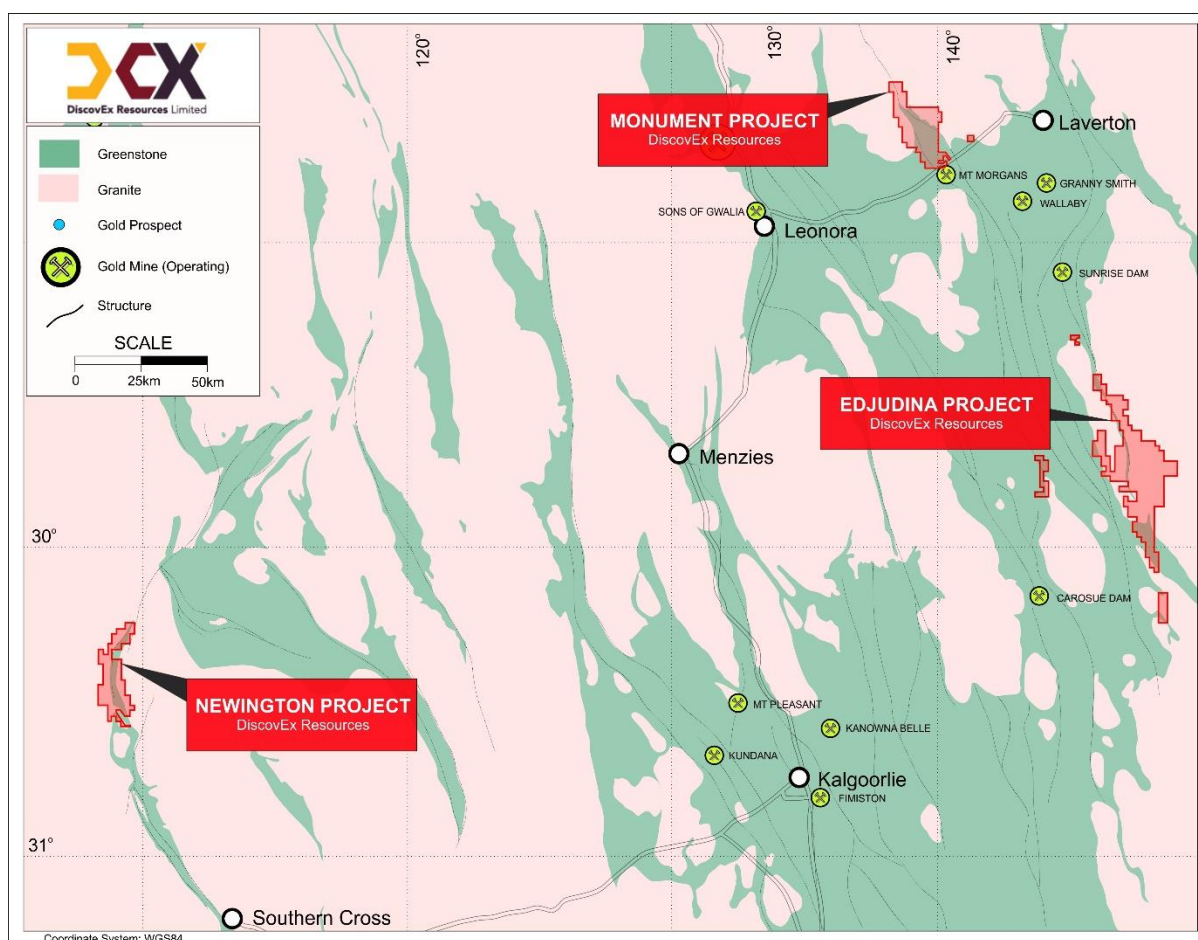 DCX
DiscovEx Resources Limited
Greenstone
Granite
Gold Prospect
Gold Mine (Operating)
Structure
SCALE
0 25km 50km
120°
130°
140°
MONUMENT PROJECT
DiscovEx Resources
Laverton
MT MORGANS
GRANNY SMITH
WALLABY
SONS OF GWALIA
Leonora
SUNRISE DAM
EDJUDINA PROJECT
DiscovEx Resources
Menzies
30°
CAROSUE DAM
NEWINGTON PROJECT
DiscovEx Resources
MT PLEASANT
KANOWNA BELLE
KUNDANA
Kalgoorlie
FIMISTON
31°
Southern Cross
Coordinate System: WGS84